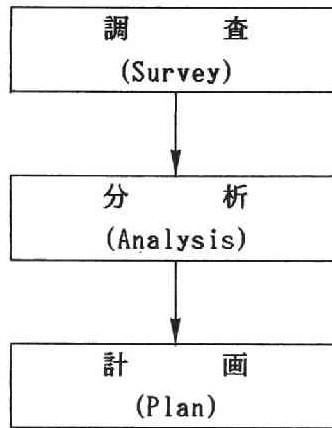 調 査
(Survey)
分 析
(Analysis)
計 画
(Plan)